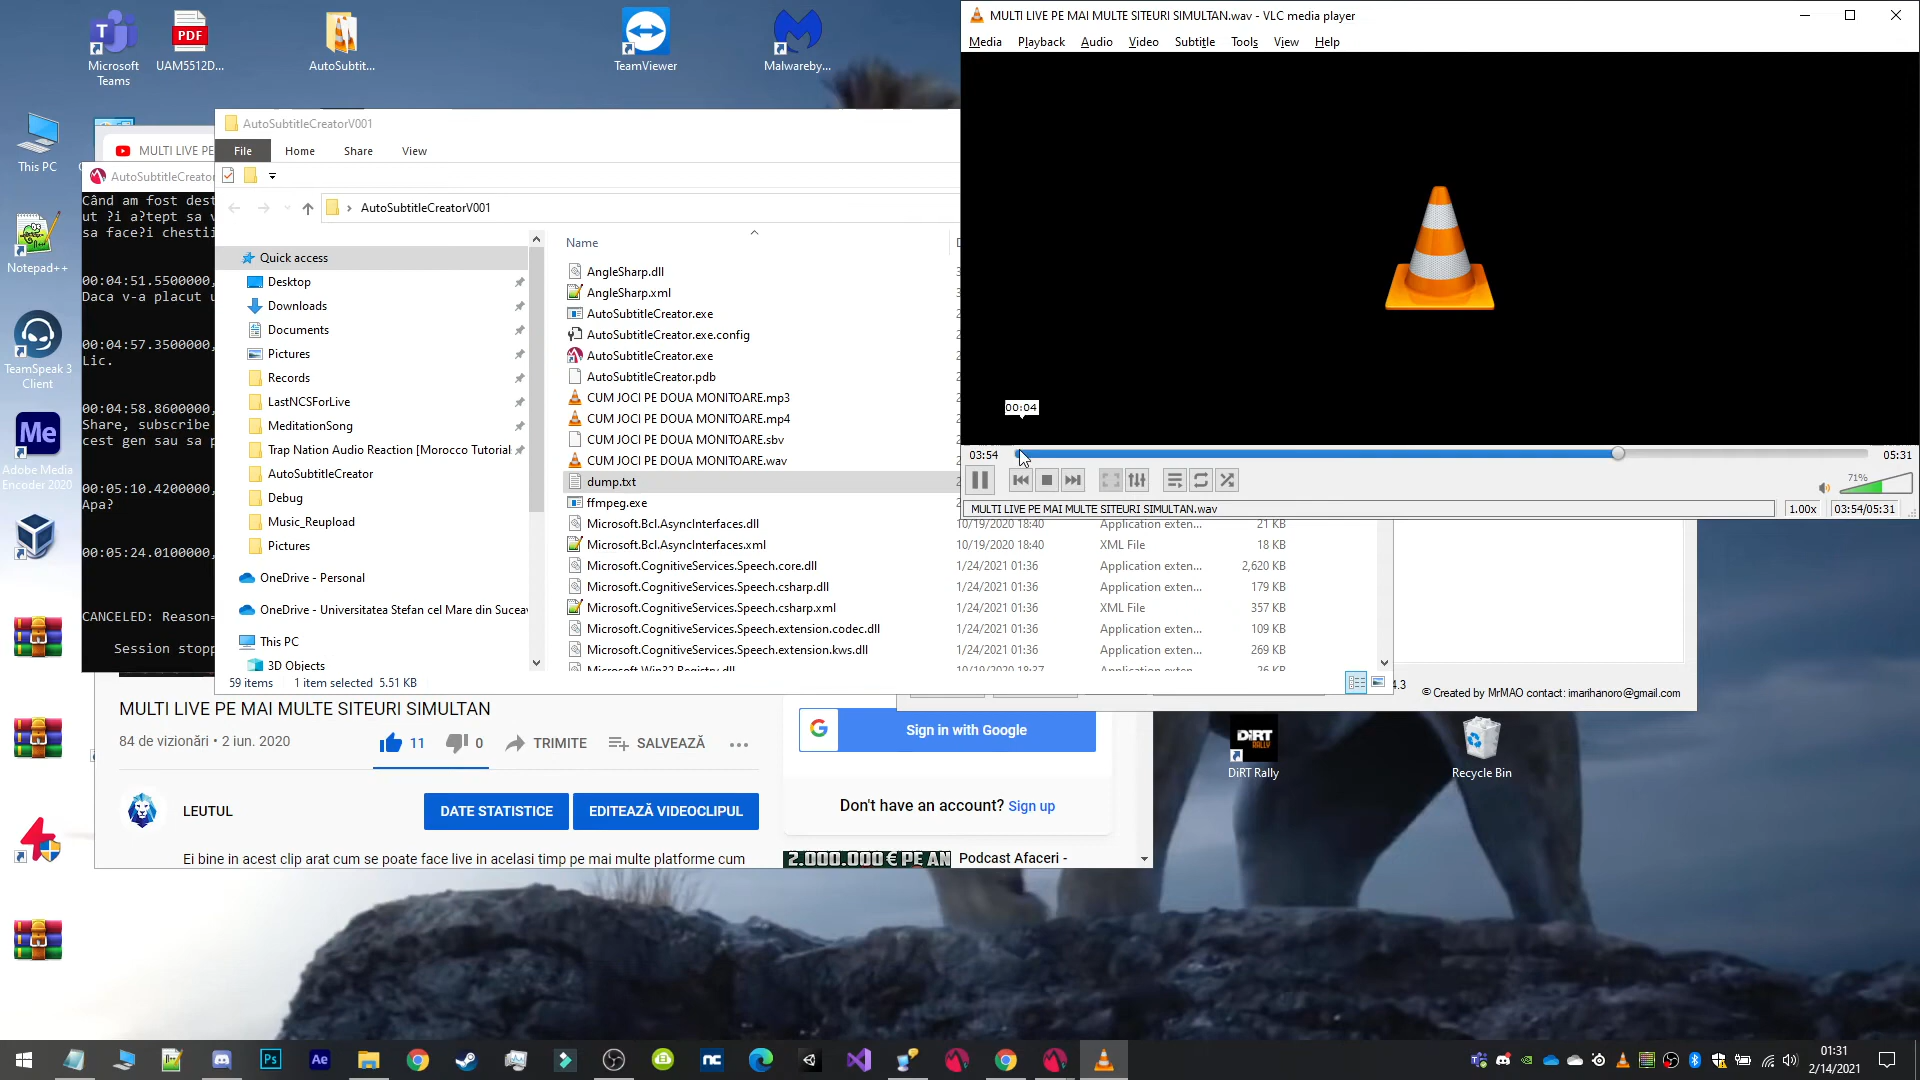 Microsoft
Teams
UAM5512D...
AutoSubtit...
TeamViewer
Malwareby...
This PC
Notepad++
TeamSpeak 3
Client
Adobe Media
Encoder 2020
MULTI LIVE PE
AutoSubtitleCreator
Când am fost dest
ut ?i a?tept sa v
sa face?i chestii
00:04:51.5500000,
Daca v-a placut u
00:04:57.3500000,
Lic.
00:04:58.8600000,
Share, subscribe
cest gen sau sa p
00:05:10.4200000,
Apa?
00:05:24.0100000,
CANCELED: Reason=
Session stopp
AutoSubtitleCreatorV001
File
Home
Share
View
AutoSubtitleCreatorV001
Quick access
Desktop
Downloads
Documents
Pictures
Records
LastNCSForLive
MeditationSong
Trap Nation Audio Reaction [Morocco Tutorial
AutoSubtitleCreator
Debug
Music_Reupload
Pictures
OneDrive - Personal
OneDrive - Universitatea Stefan cel Mare din Suceav
This PC
3D Objects
Name
AngleSharp.dll
AngleSharp.xml
AutoSubtitleCreator.exe
AutoSubtitleCreator.exe.config
AutoSubtitleCreator.exe
AutoSubtitleCreator.pdb
CUM JOCI PE DOUA MONITOARE.mp3
CUM JOCI PE DOUA MONITOARE.mp4
CUM JOCI PE DOUA MONITOARE.sbv
CUM JOCI PE DOUA MONITOARE.wav
dump.txt
ffmpeg.exe
Microsoft.Bcl.AsyncInterfaces.dll 10/19/2020 18:40 Application exten... 21 KB
Microsoft.Bcl.AsyncInterfaces.xml 10/19/2020 18:40 XML File 18 KB
Microsoft.CognitiveServices.Speech.core.dll 1/24/2021 01:36 Application exten... 2,620 KB
Microsoft.CognitiveServices.Speech.csharp.dll 1/24/2021 01:36 Application exten... 179 KB
Microsoft.CognitiveServices.Speech.csharp.xml 1/24/2021 01:36 XML File 357 KB
Microsoft.CognitiveServices.Speech.extension.codec.dll 1/24/2021 01:36 Application exten... 109 KB
Microsoft.CognitiveServices.Speech.extension.kws.dll 1/24/2021 01:36 Application exten... 269 KB
Microsoft.Win32.Registry.dll 10/19/2020 18:37 Application exten... 26 KB
59 items 1 item selected 5.51 KB
MULTI LIVE PE MAI MULTE SITEURI SIMULTAN.wav - VLC media player
Media Playback Audio Video Subtitle Tools View Help
00:04
03:54
05:31
71%
MULTI LIVE PE MAI MULTE SITEURI SIMULTAN.wav
1.00x
03:54/05:31
4.3
© Created by MrMAO contact: imarihanoro@gmail.com
MULTI LIVE PE MAI MULTE SITEURI SIMULTAN
84 de vizionări • 2 iun. 2020
11
0
TRIMITE
SALVEAZĂ
LEUTUL
DATE STATISTICE
EDITEAZĂ VIDEOCLIPUL
Ei bine in acest clip arat cum se poate face live in acelasi timp pe mai multe platforme cum
Sign in with Google
Don't have an account? Sign up
2.000.000 € PE AN
Podcast Afaceri -
DiRT RALLY
DiRT Rally
Recycle Bin
01:31
2/14/2021